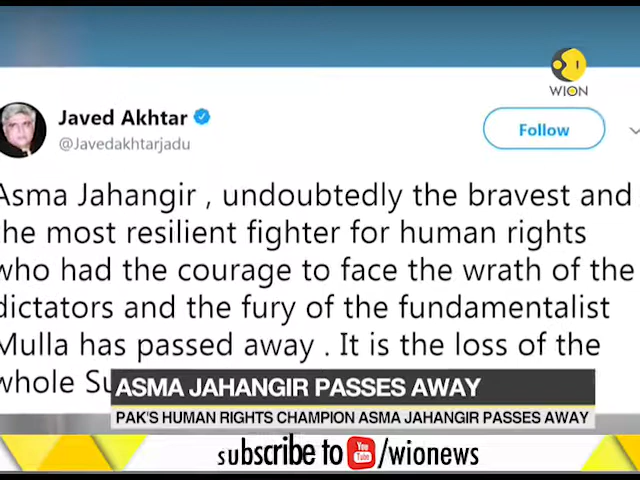 WION
Javed Akhtar
@Javedakhtarjadu
Follow
Asma Jahangir , undoubtedly the bravest and
the most resilient fighter for human rights
who had the courage to face the wrath of the
dictators and the fury of the fundamentalist
Mulla has passed away . It is the loss of the
whole
ASMA JAHANGIR PASSES AWAY
PAK'S HUMAN RIGHTS CHAMPION ASMA JAHANGIR PASSES AWAY
subscribe to You Tube /wionews